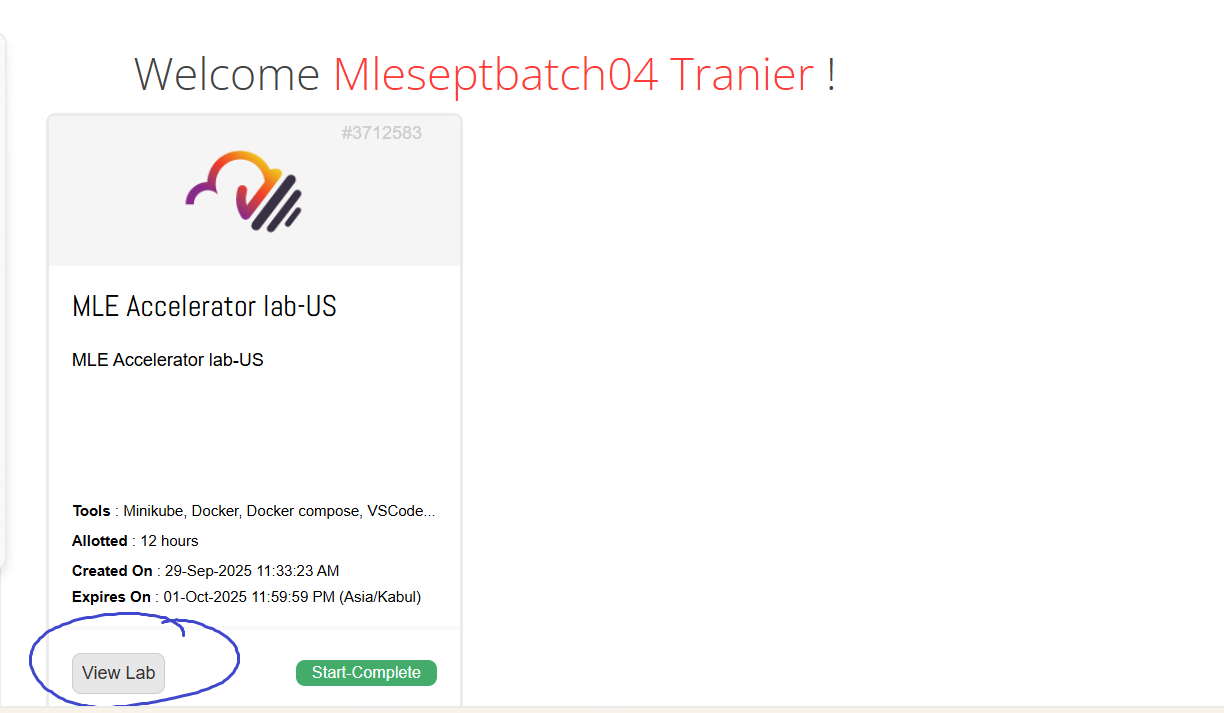 Welcome Mleseptbatch04 Tranier !
#3712583
MLE Accelerator lab-US
MLE Accelerator lab-US
Tools : Minikube, Docker, Docker compose, VSCode...
Allotted : 12 hours
Created On : 29-Sep-2025 11:33:23 AM
Expires On : 01-Oct-2025 11:59:59 PM (Asia/Kabul)
View Lab
Start-Complete